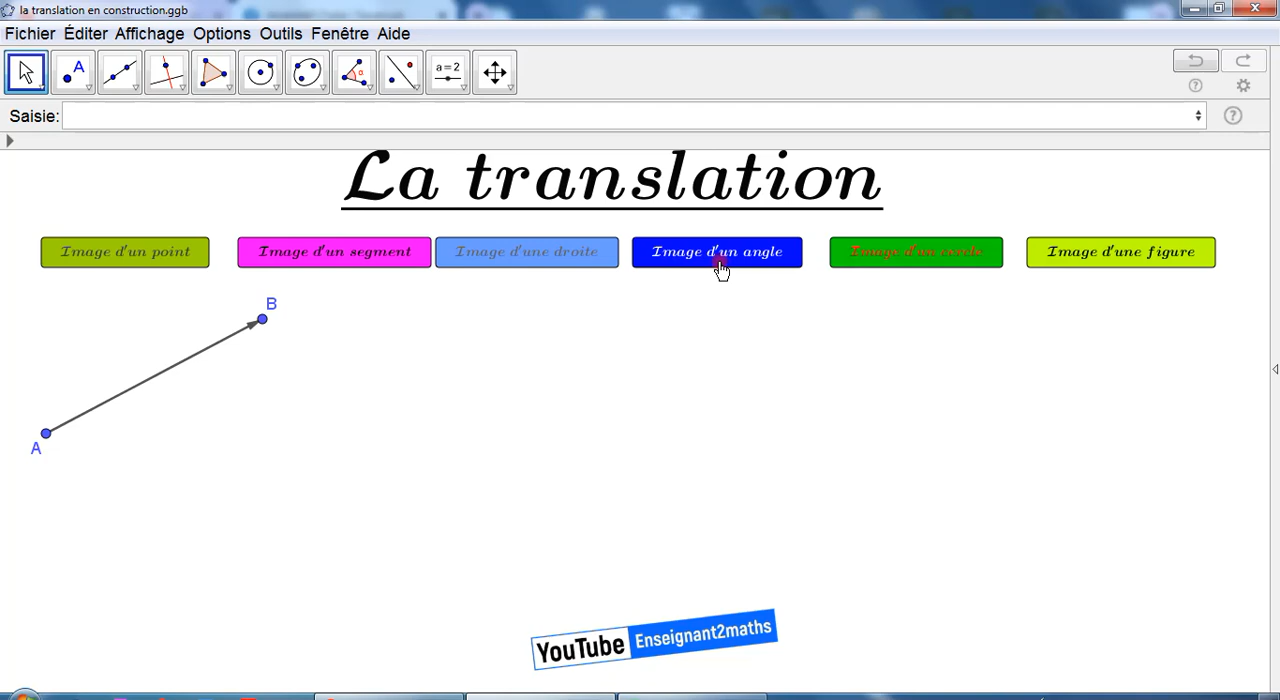 la translation en construction.ggb
Fichier Éditer Affichage Options Outils Fenêtre Aide
A
a = 2
Saisie:
La translation
Image d'un point
Image d'un segment
Image d'une droite
Image d'un angle
Image d'un cercle
Image d'une figure
B
A
YouTube Enseignant2maths